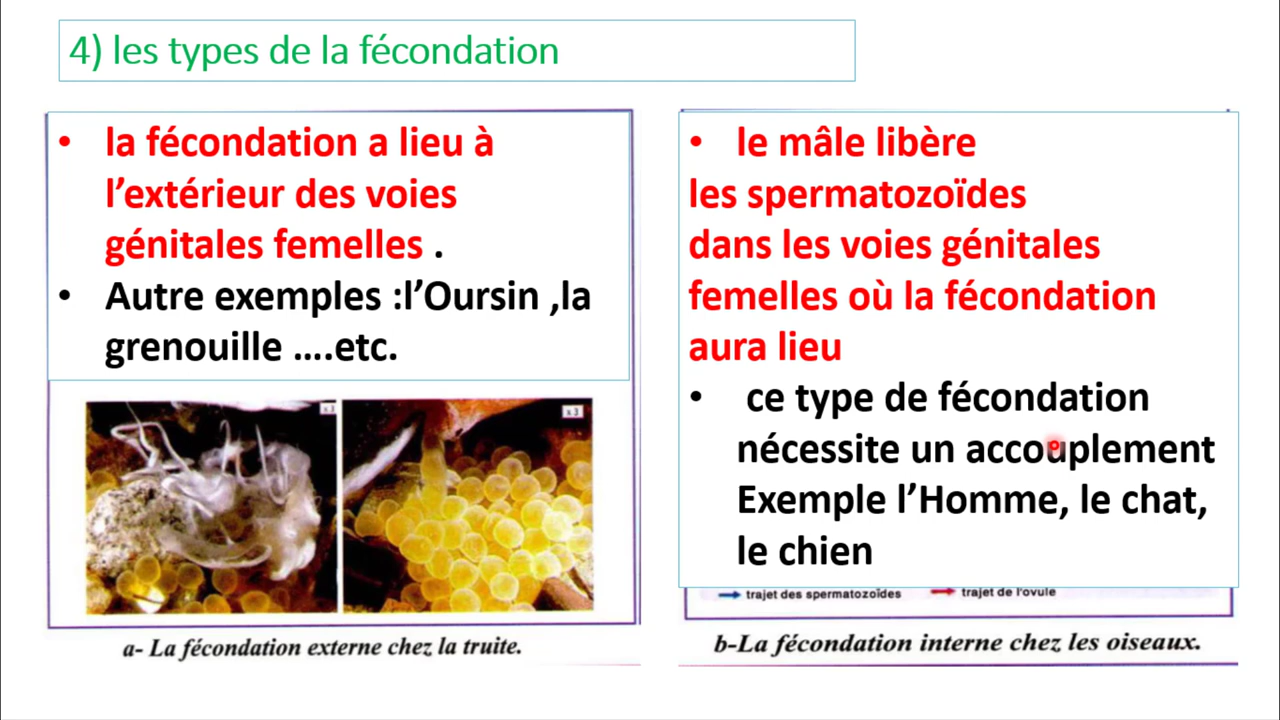 4) les types de la fécondation
• la fécondation a lieu à
l’extérieur des voies
génitales femelles .
• Autre exemples :l’Oursin ,la
grenouille ....etc.
x3
x3
a- La fécondation externe chez la truite.
• le mâle libère
les spermatozoïdes
dans les voies génitales
femelles où la fécondation
aura lieu
• ce type de fécondation
nécessite un accouplement
Exemple l’Homme, le chat,
le chien
trajet des spermatozoïdes
trajet de l'ovule
b-La fécondation interne chez les oiseaux.